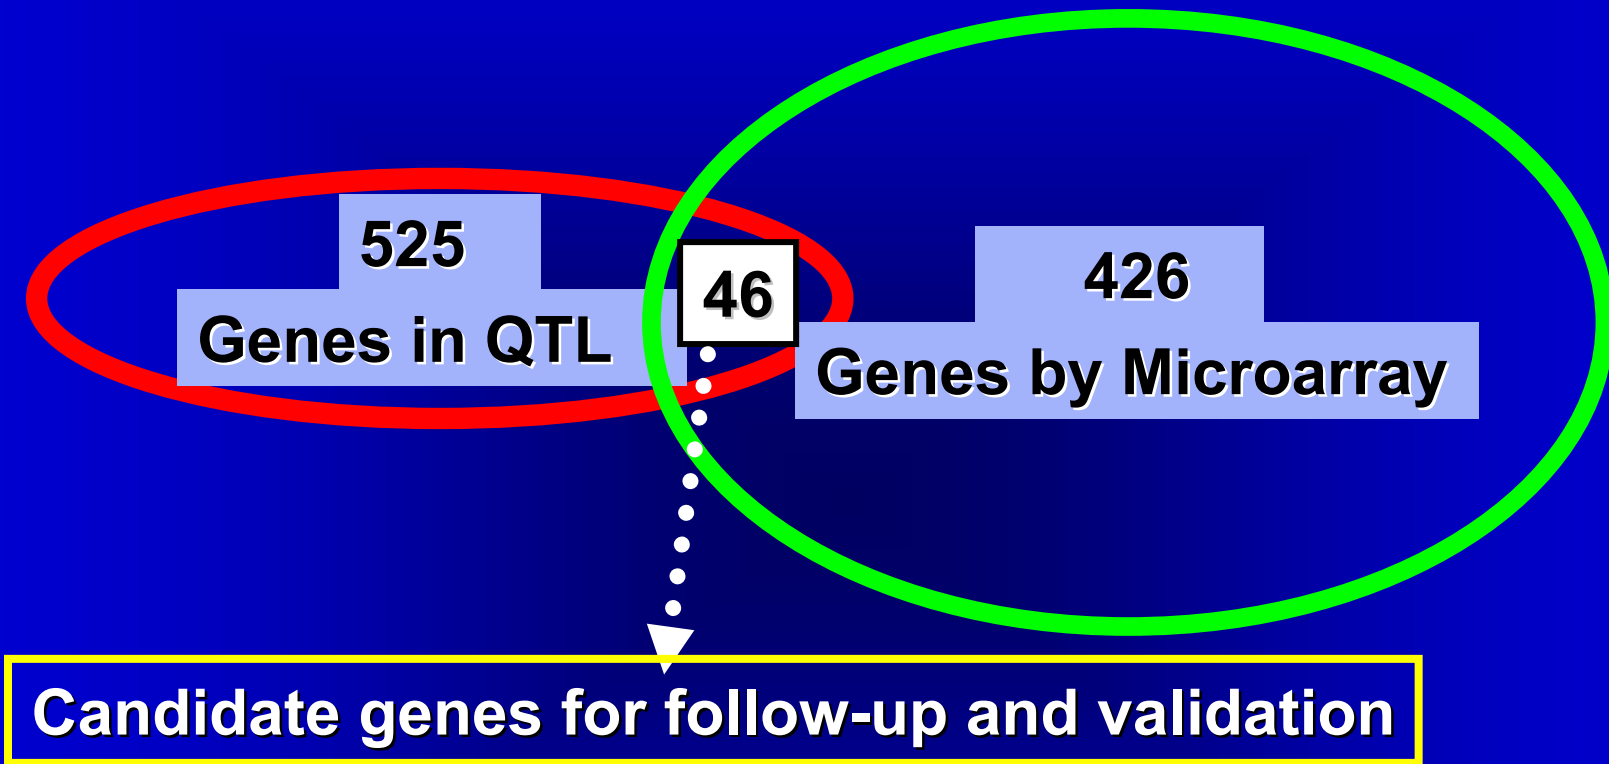 525
Genes in QTL
46
426
Genes by Microarray
Candidate genes for follow-up and validation